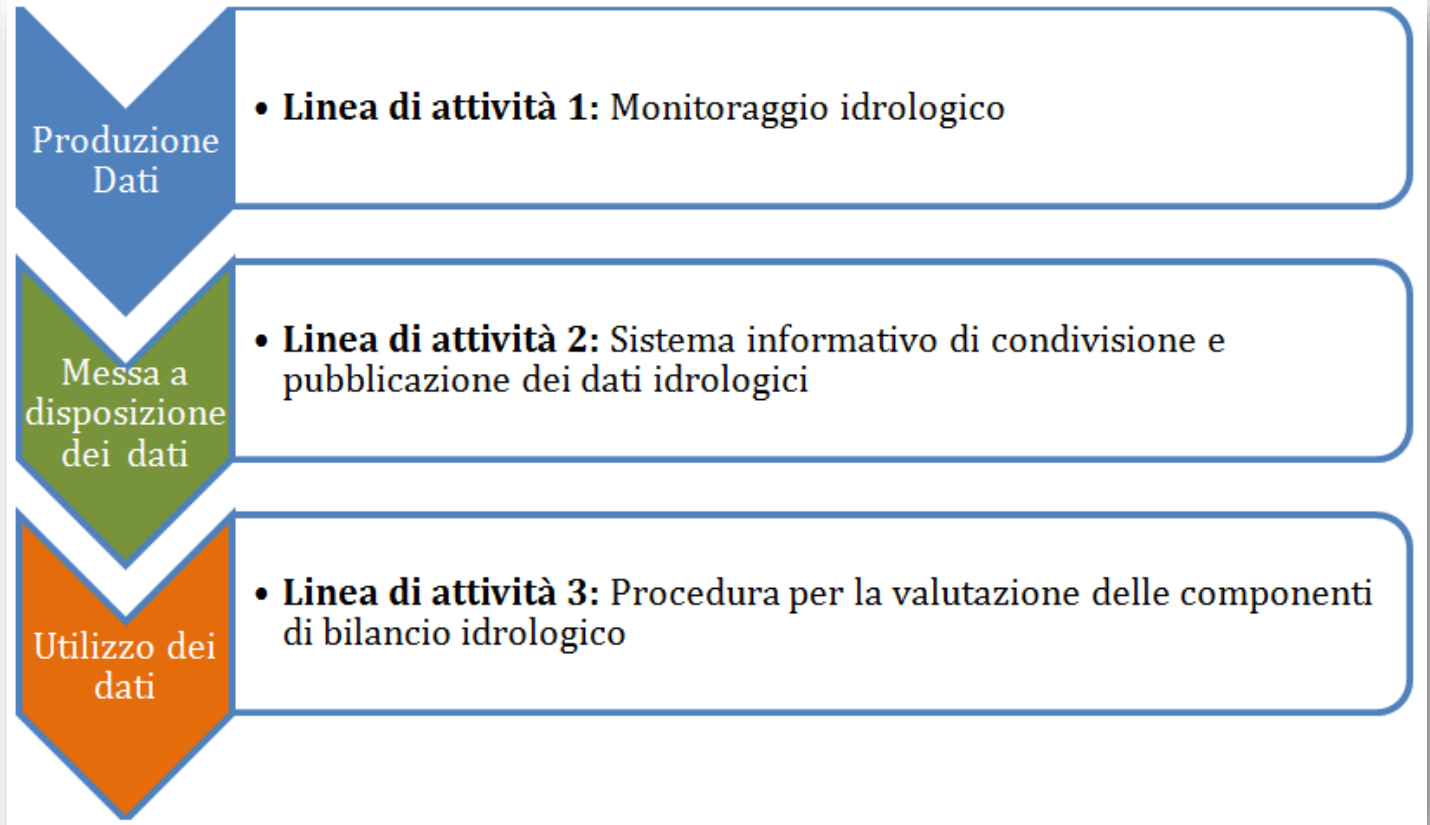 Produzione
Dati
• Linea di attività 1: Monitoraggio idrologico
Messa a
disposizione
dei dati
• Linea di attività 2: Sistema informativo di condivisione e
pubblicazione dei dati idrologici
Utilizzo dei
dati
• Linea di attività 3: Procedura per la valutazione delle componenti
di bilancio idrologico